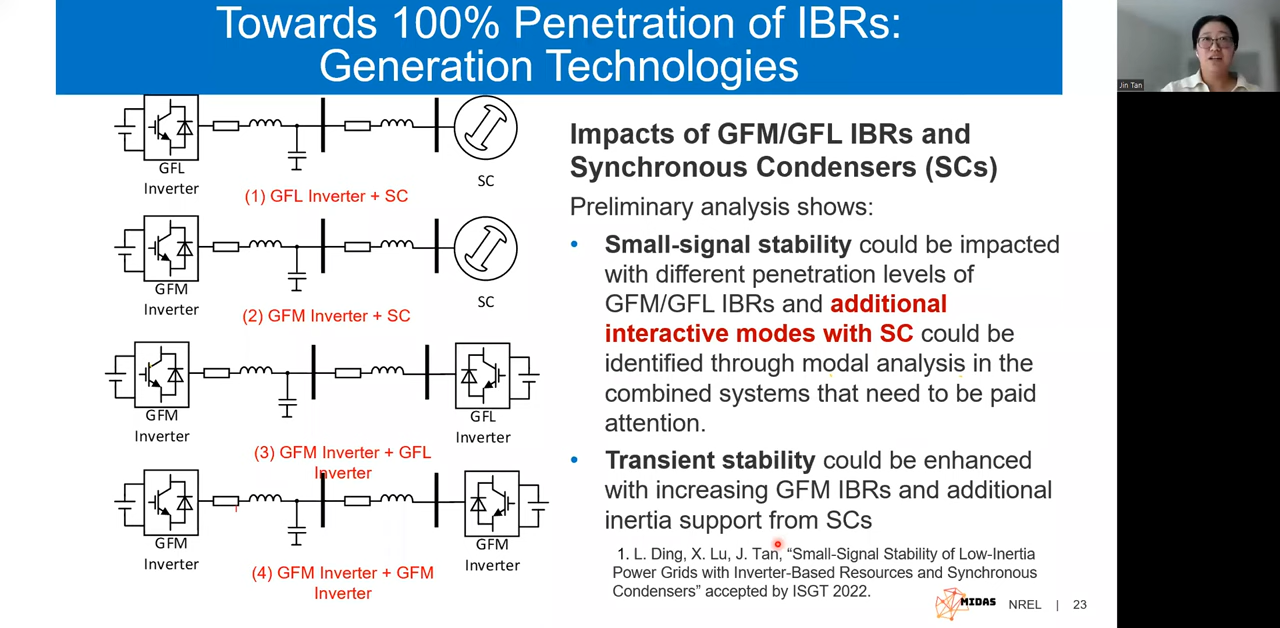 Towards 100% Penetration of IBRs:
Generation Technologies
GFL
Inverter
SC
(1) GFL Inverter + SC
GFM
Inverter
SC
(2) GFM Inverter + SC
GFM
Inverter
GFL
Inverter
(3) GFM Inverter + GFL
Inverter
GFM
Inverter
GFM
Inverter
(4) GFM Inverter + GFM
Inverter
Impacts of GFM/GFL IBRs and
Synchronous Condensers (SCs)
Preliminary analysis shows:
• Small-signal stability could be impacted
with different penetration levels of
GFM/GFL IBRs and additional
interactive modes with SC could be
identified through modal analysis in the
combined systems that need to be paid
attention.
• Transient stability could be enhanced
with increasing GFM IBRs and additional
inertia support from SCs
1. L. Ding, X. Lu, J. Tan, “Small-Signal Stability of Low-Inertia
Power Grids with Inverter-Based Resources and Synchronous
Condensers” accepted by ISGT 2022.
MIDAS NREL | 23
Jin Tan